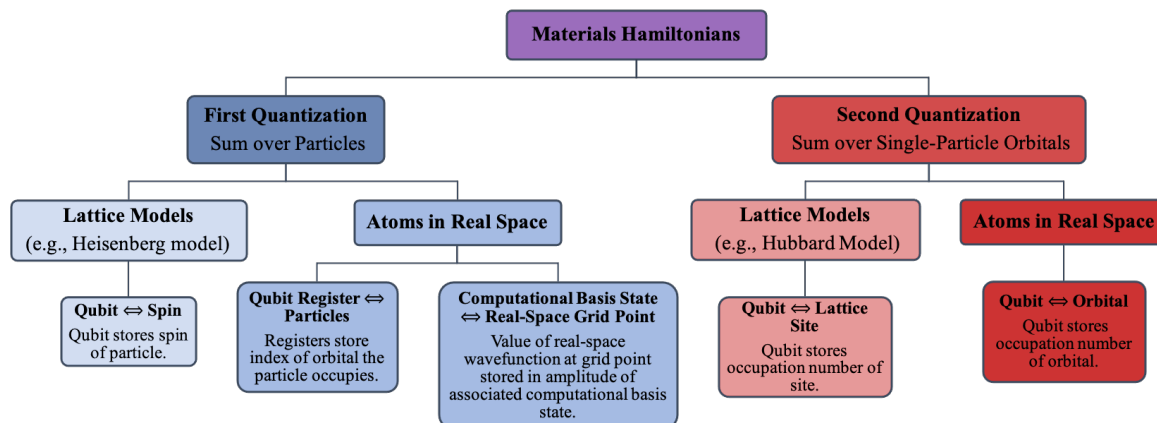 Materials Hamiltonians
First Quantization
Sum over Particles
Second Quantization
Sum over Single-Particle Orbitals
Lattice Models
(e.g., Heisenberg model)
Atoms in Real Space
Lattice Models
(e.g., Hubbard Model)
Atoms in Real Space
Qubit ⇔ Spin
Qubit stores spin
of particle.
Qubit Register ⇔
Particles
Registers store
index of orbital the
particle occupies.
Computational Basis State
⇔ Real-Space Grid Point
Value of real-space
wavefunction at grid point
stored in amplitude of
associated computational basis
state.
Qubit ⇔ Lattice
Site
Qubit stores
occupation number of
site.
Qubit ⇔ Orbital
Qubit stores
occupation number
of orbital.